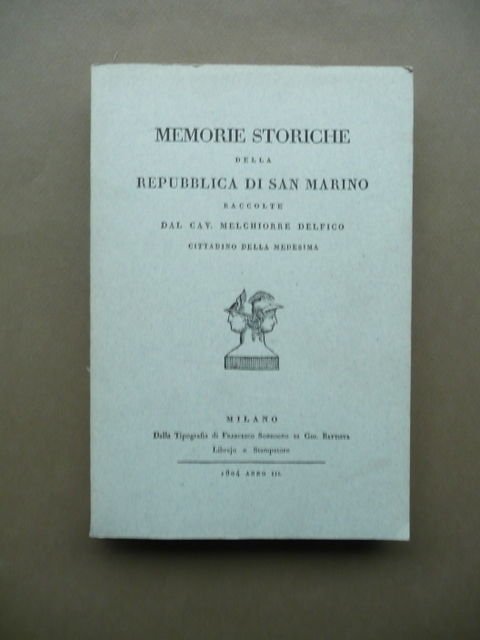 MEMORIE STORICHE
DELLA
REPUBBLICA DI SAN MARINO
RACCOLTE
DAL CAV. MELCHIORRE DELFICO
CITTADINO DELLA MEDESIMA
MILANO
Dalla Tipografia di Francesco Sonzogno di Gio. Battista
Librajo e Stampatore
1804 ANNO III.